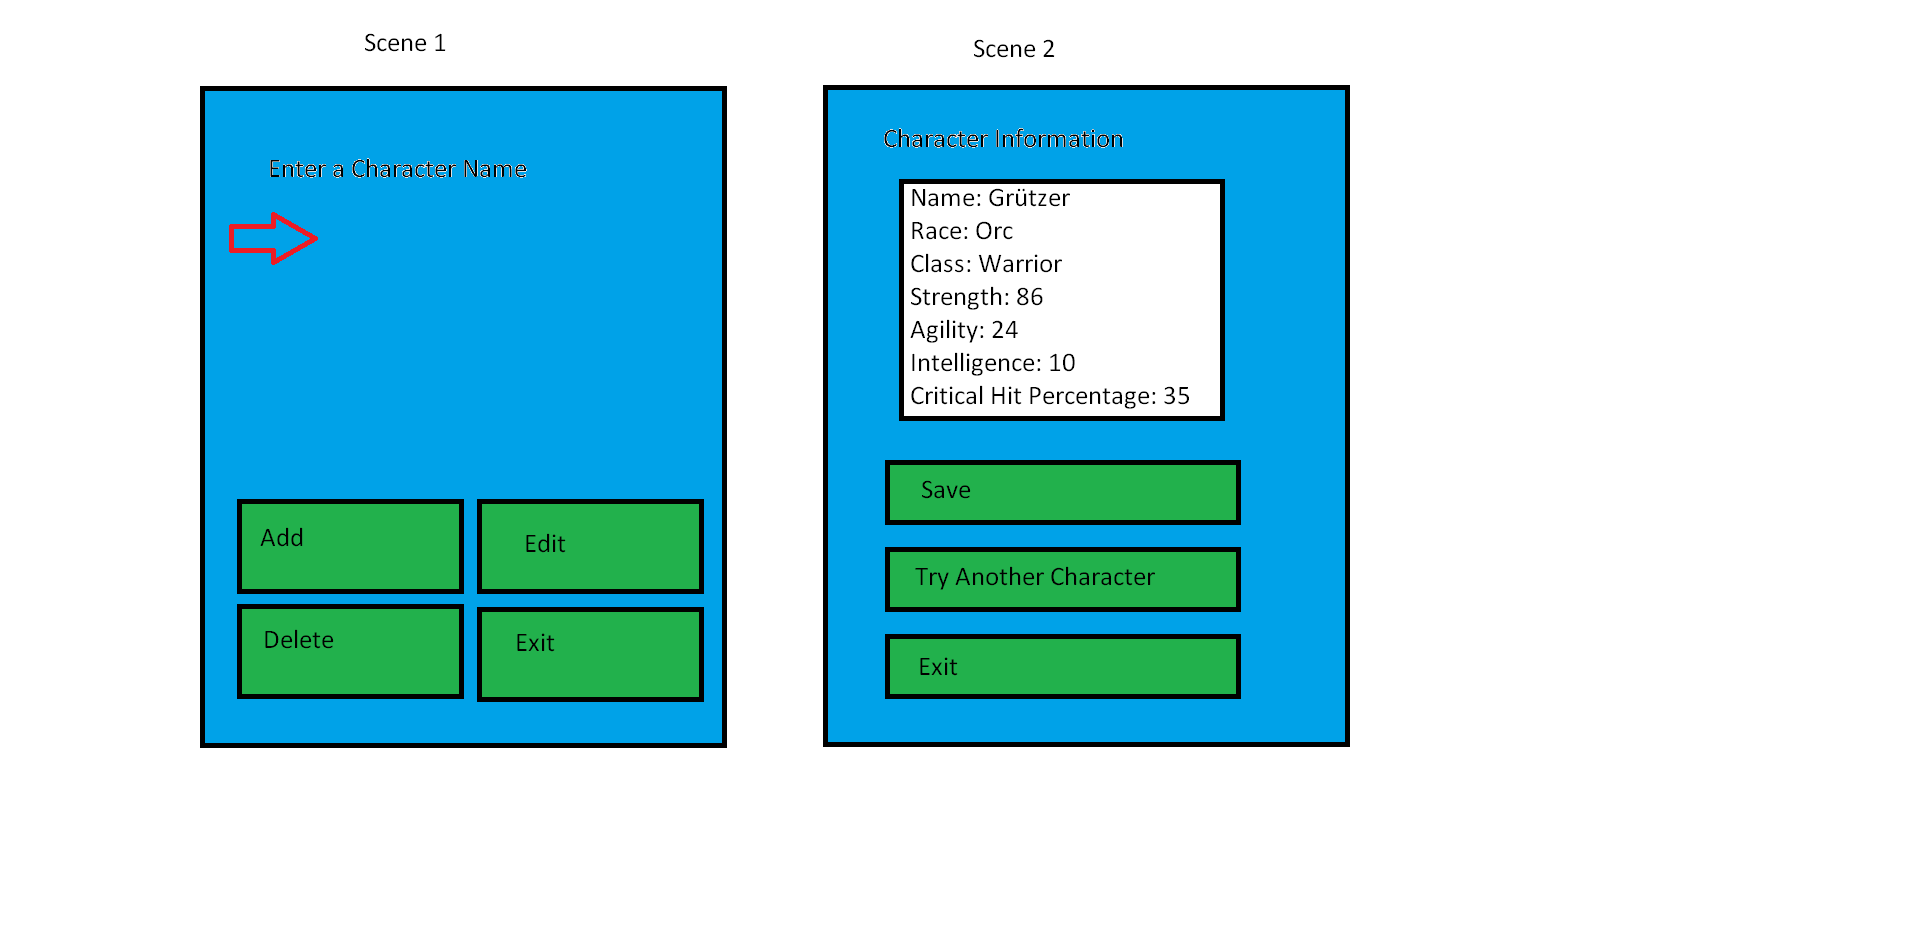 Scene 1
Enter a Character Name
Add
Edit
Delete
Exit
Scene 2
Character Information
Name: Grützer
Race: Orc
Class: Warrior
Strength: 86
Agility: 24
Intelligence: 10
Critical Hit Percentage: 35
Save
Try Another Character
Exit